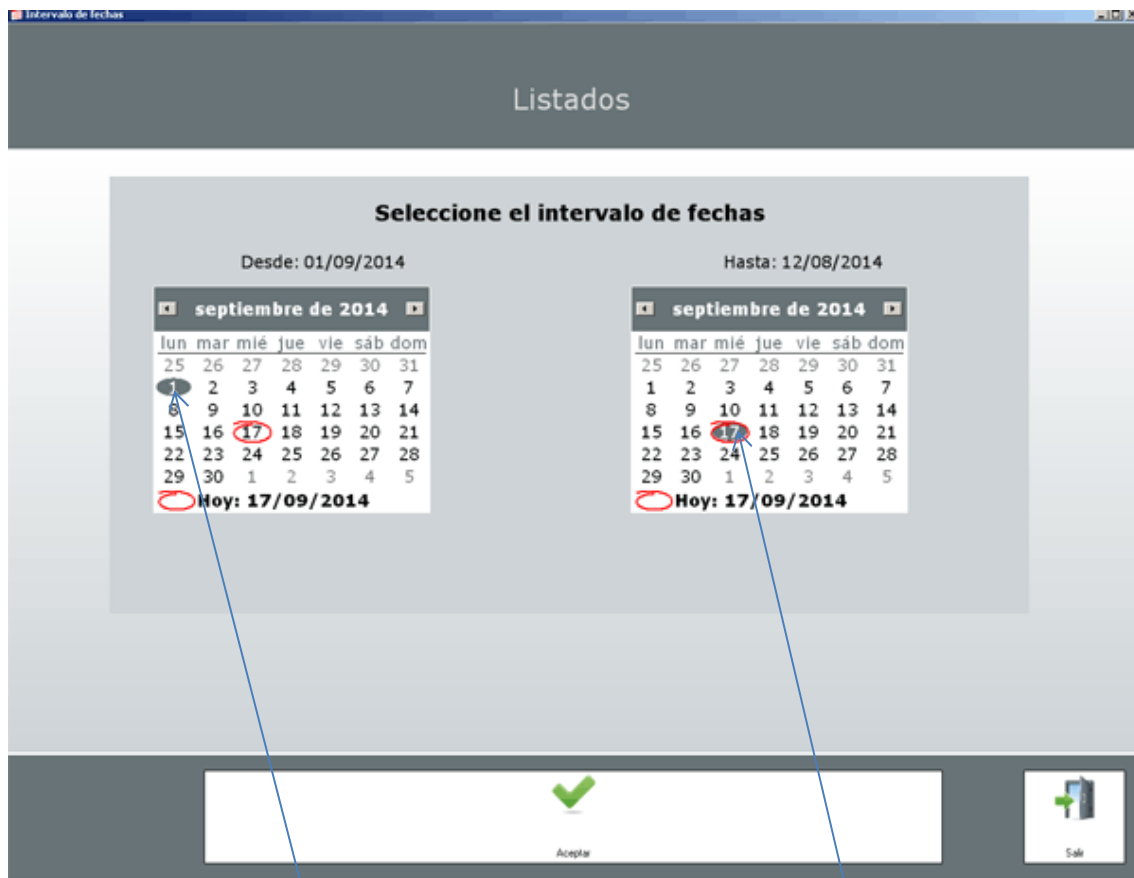 Intervalo de fechas
Listados
Seleccione el intervalo de fechas
Desde: 01/09/2014
septiembre de 2014
lun mar mié jue vie sáb dom
25 26 27 28 29 30 31
1 2 3 4 5 6 7
8 9 10 11 12 13 14
15 16 17 18 19 20 21
22 23 24 25 26 27 28
29 30 1 2 3 4 5
Hoy: 17/09/2014
Hasta: 12/08/2014
septiembre de 2014
lun mar mié jue vie sáb dom
25 26 27 28 29 30 31
1 2 3 4 5 6 7
8 9 10 11 12 13 14
15 16 17 18 19 20 21
22 23 24 25 26 27 28
29 30 1 2 3 4 5
Hoy: 17/09/2014
Aceptar
Salir